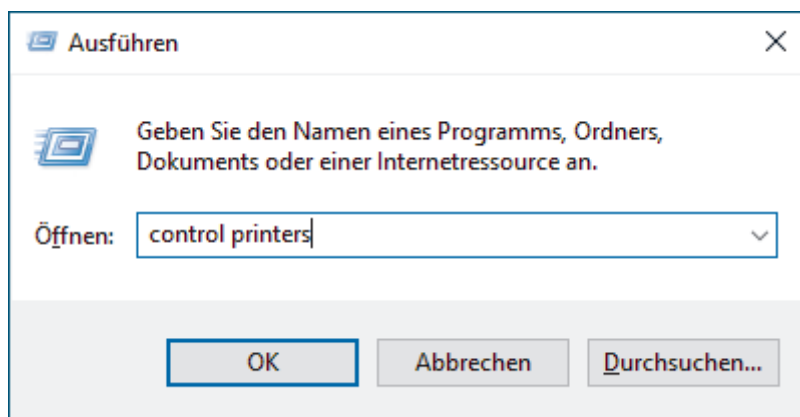 Ausführen
Geben Sie den Namen eines Programms, Ordners,
Dokuments oder einer Internetressource an.
Öffnen: control printers
OK Abbrechen Durchsuchen...